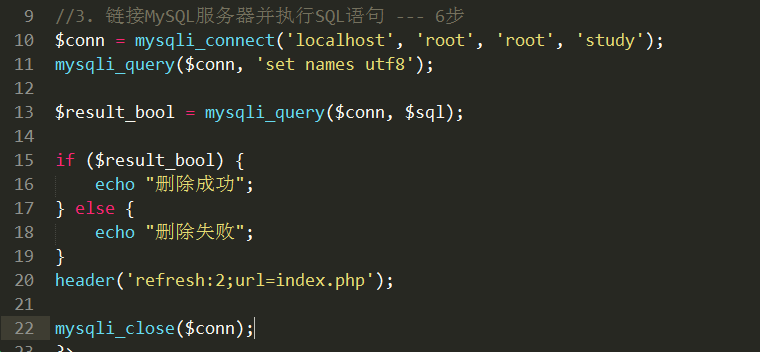 9 //3. 链接MySQL服务器并执行SQL语句 --- 6步
10 $conn = mysqli_connect('localhost', 'root', 'root', 'study');
11 mysqli_query($conn, 'set names utf8');
12
13 $result_bool = mysqli_query($conn, $sql);
14
15 if ($result_bool) {
16     echo "删除成功";
17 } else {
18     echo "删除失败";
19 }
20 header('refresh:2;url=index.php');
21
22 mysqli_close($conn);
23 ?>